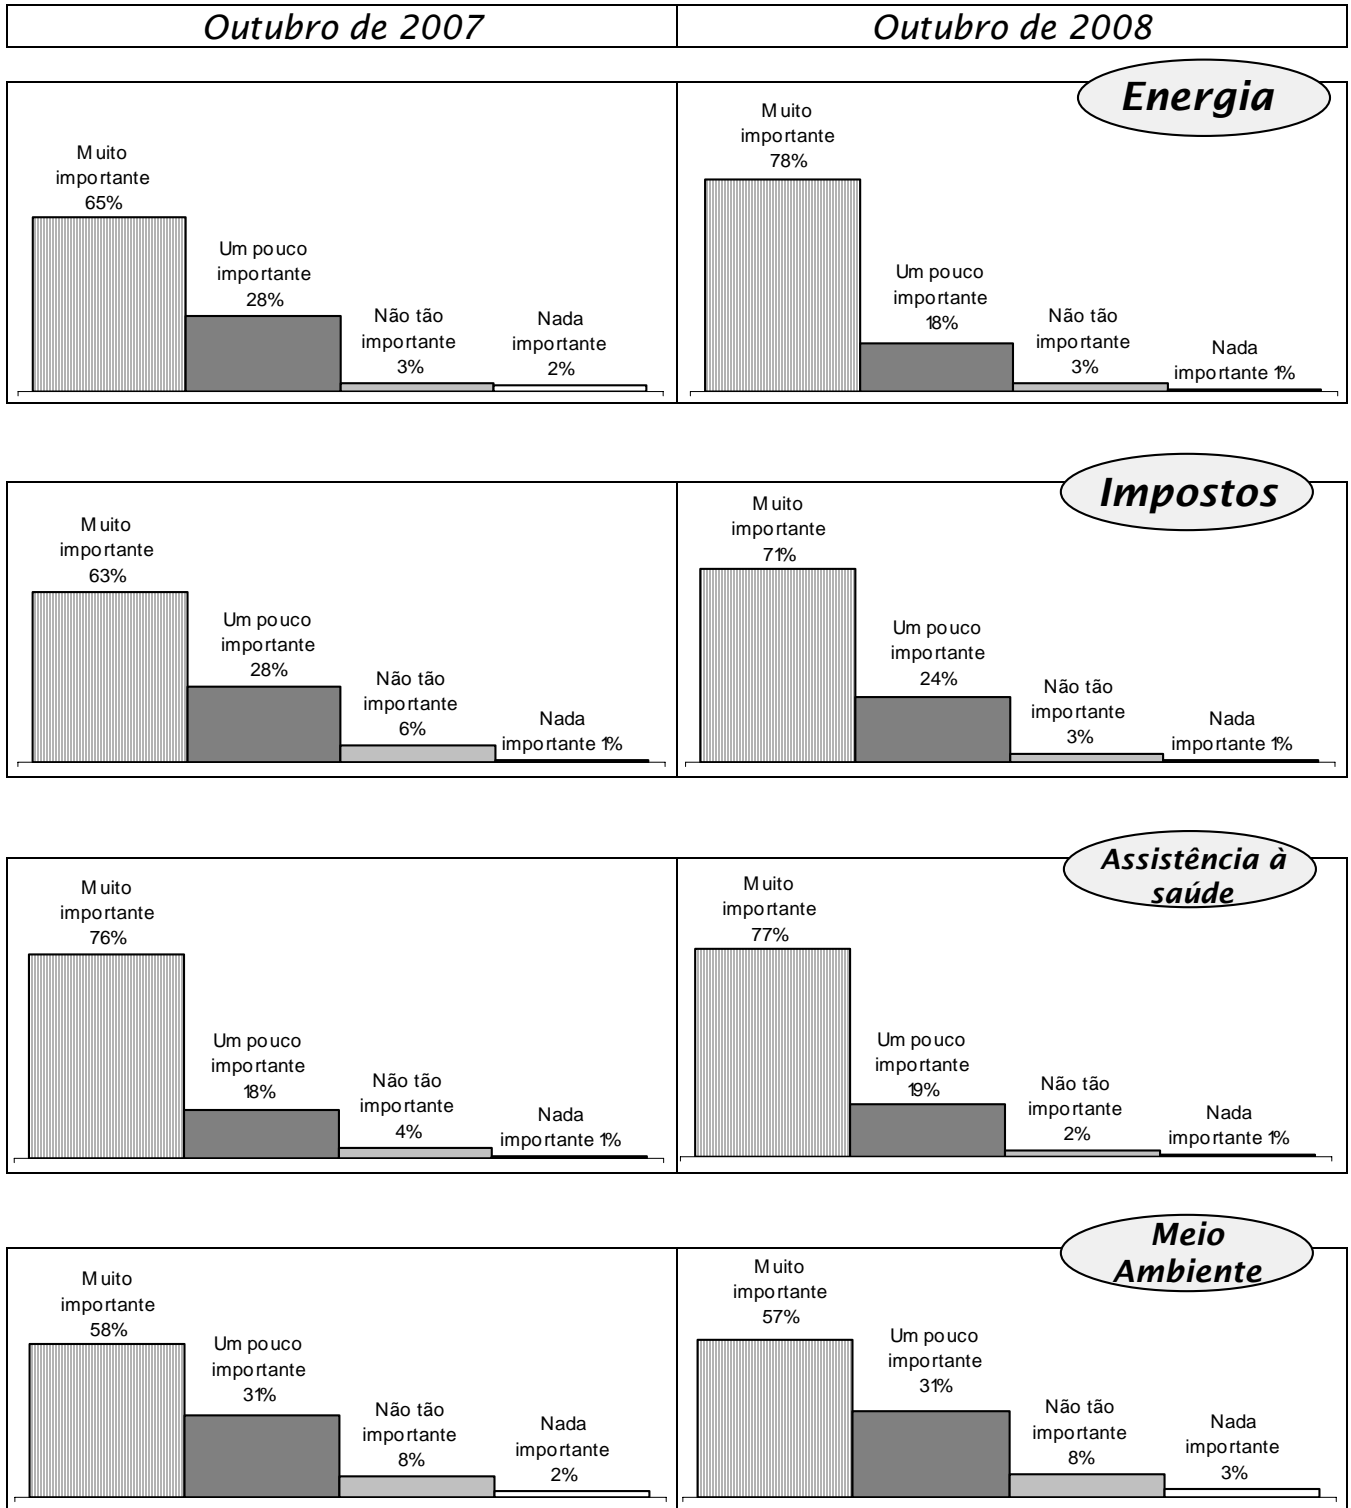 Outubro de 2007
Outubro de 2008
Energia
Muito
importante
65%
Um pouco
importante
28%
Não tão
importante
3%
Nada
importante
2%
Muito
importante
78%
Um pouco
importante
18%
Não tão
importante
3%
Nada
importante 1%
Impostos
Muito
importante
63%
Um pouco
importante
28%
Não tão
importante
6%
Nada
importante 1%
Muito
importante
71%
Um pouco
importante
24%
Não tão
importante
3%
Nada
importante 1%
Assistência à
saúde
Muito
importante
76%
Um pouco
importante
18%
Não tão
importante
4%
Nada
importante 1%
Muito
importante
77%
Um pouco
importante
19%
Não tão
importante
2%
Nada
importante 1%
Meio
Ambiente
Muito
importante
58%
Um pouco
importante
31%
Não tão
importante
8%
Nada
importante
2%
Muito
importante
57%
Um pouco
importante
31%
Não tão
importante
8%
Nada
importante
3%